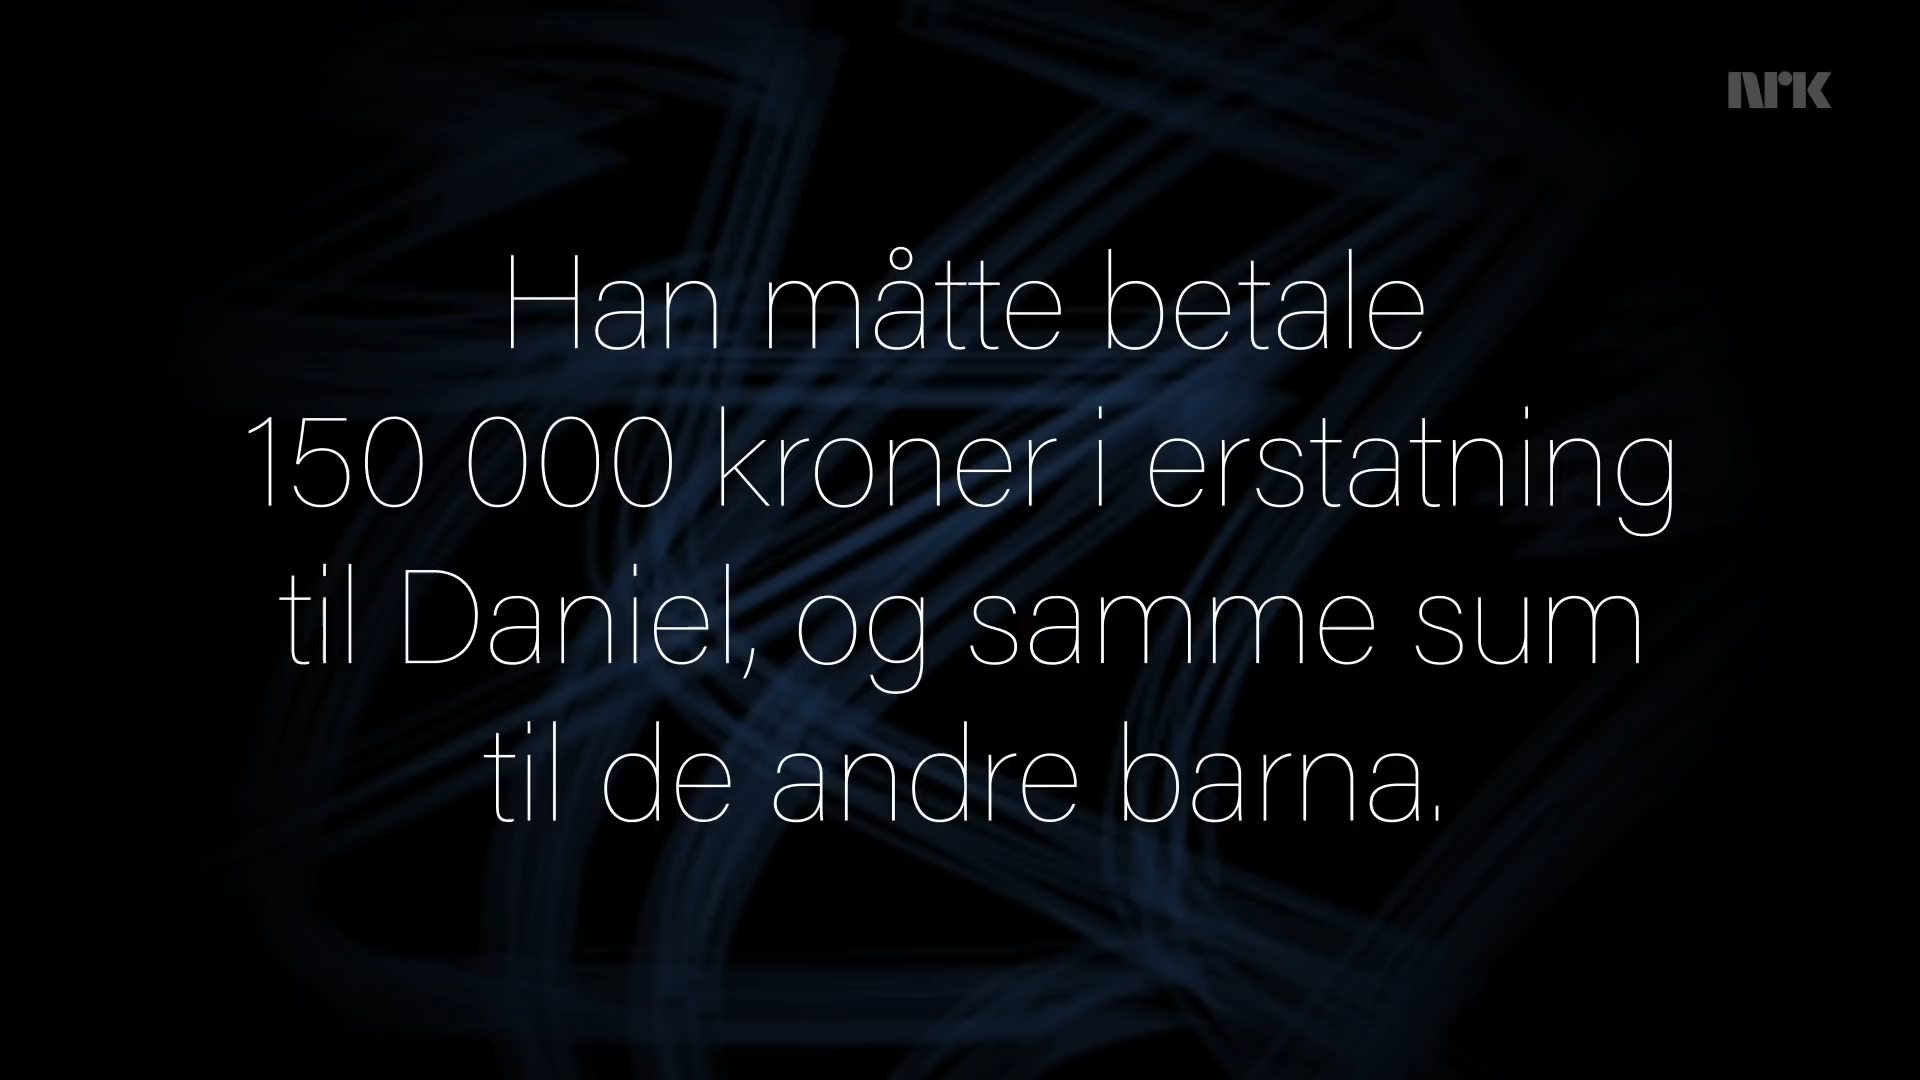 NRK
Han måtte betale
150 000 kroner i erstatning
til Daniel, og samme sum
til de andre barna.